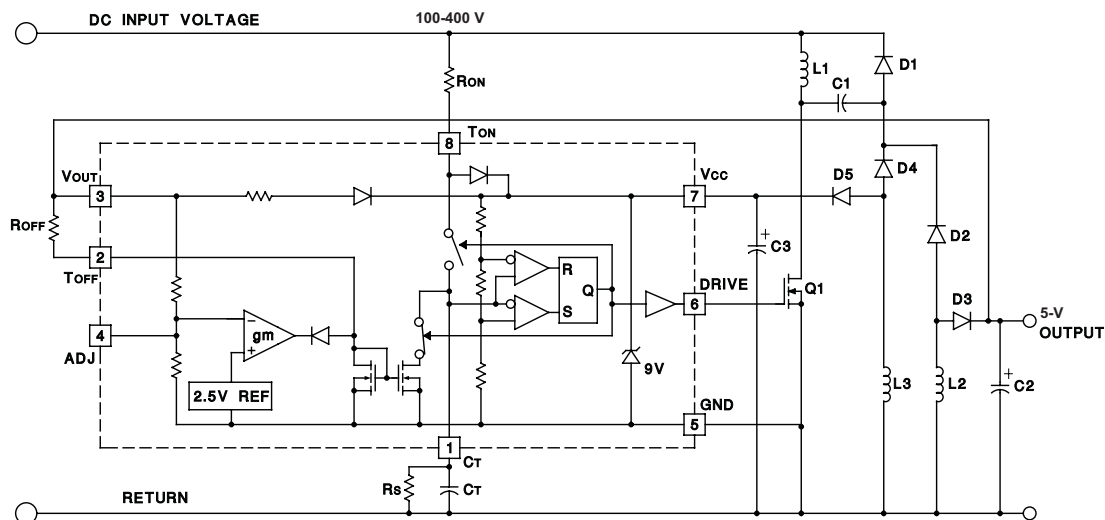 DC INPUT VOLTAGE
100-400 V
RON
L1
D1
C1
8
TON
VOUT
3
VCC
7
D5
D4
ROFF
2
TOFF
C3
D2
R
Q
S
DRIVE
6
Q1
D3
5-V
OUTPUT
4
ADJ
−
gm
+
2.5V REF
9V
+
+
L3
L2
C2
GND
5
1
CT
RS
CT
RETURN